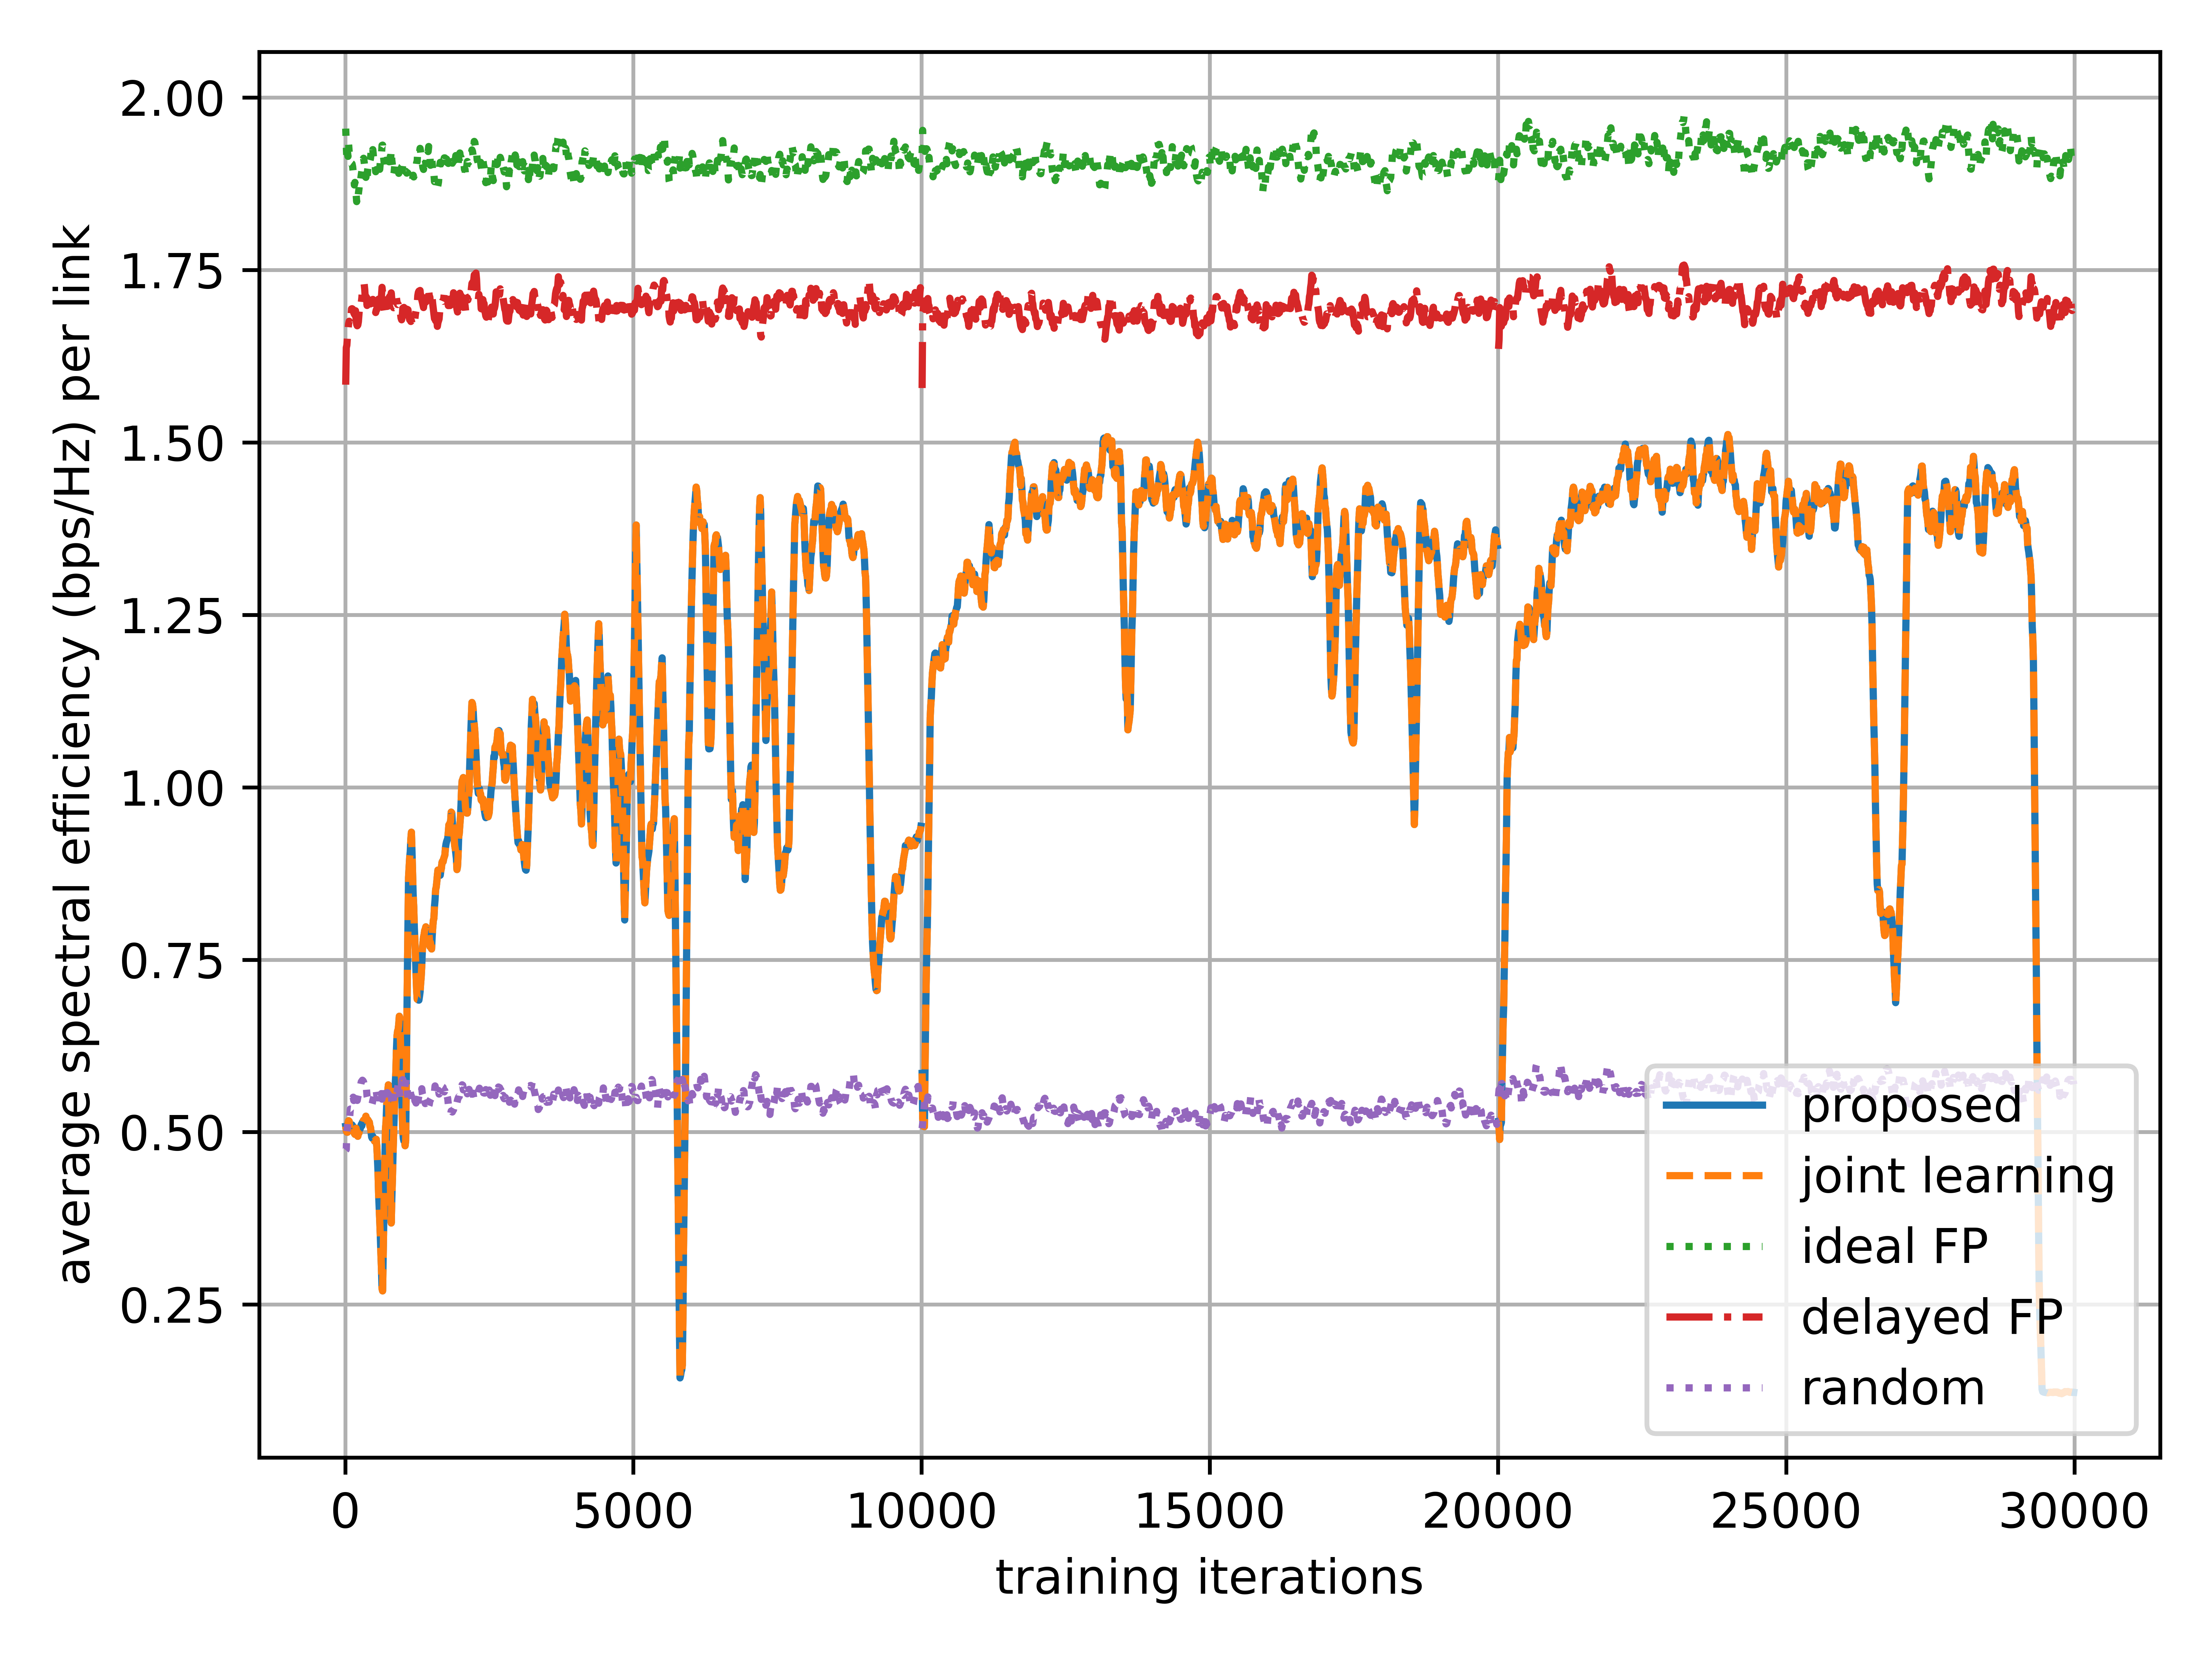 average spectral efficiency (bps/Hz) per link
2.00
1.75
1.50
1.25
1.00
0.75
0.50
0.25
proposed
joint learning
ideal FP
delayed FP
random
0 5000 10000 15000 20000 25000 30000
training iterations